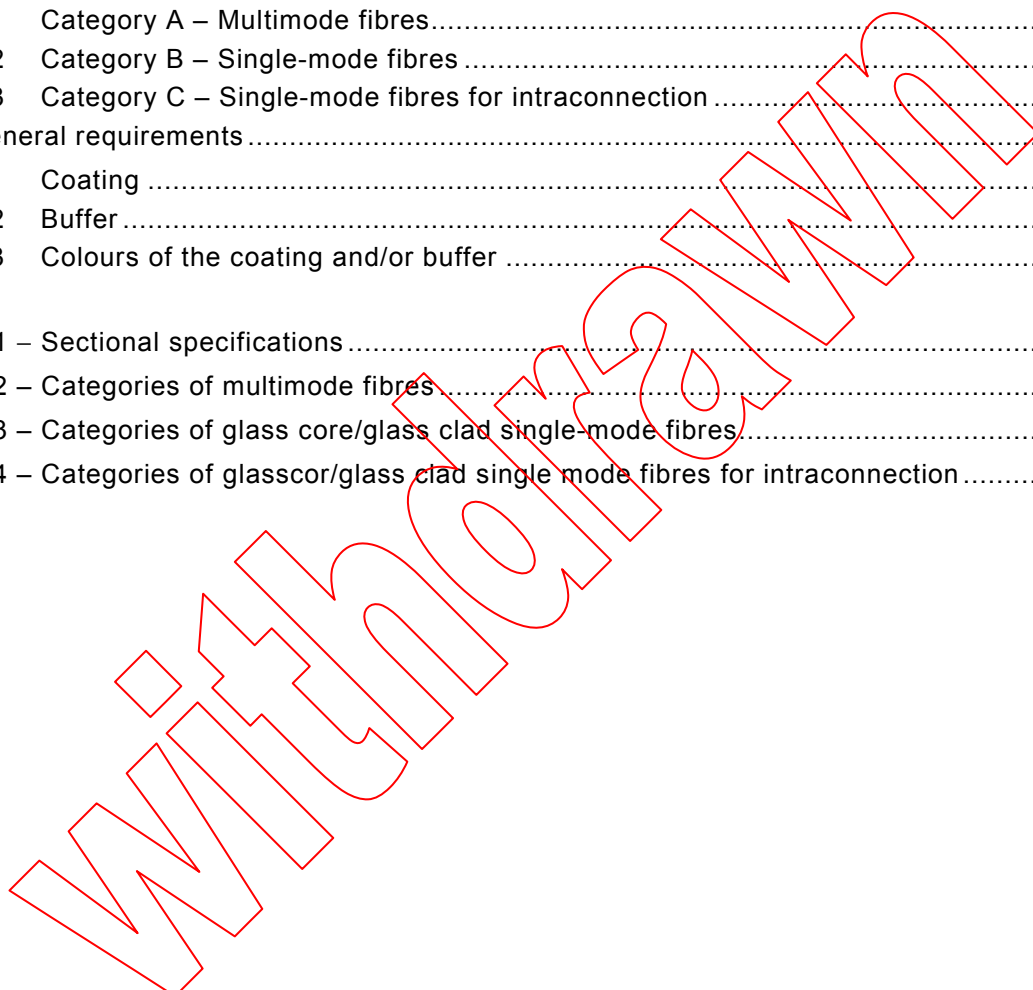 Category A – Multimode fibres
2 Category B – Single-mode fibres
3 Category C – Single-mode fibres for intraconnection
eneral requirements
Coating
2 Buffer
3 Colours of the coating and/or buffer
1 – Sectional specifications
2 – Categories of multimode fibres
3 – Categories of glass core/glass clad single-mode fibres
4 – Categories of glasscor/glass clad single mode fibres for intraconnection
withdrawn